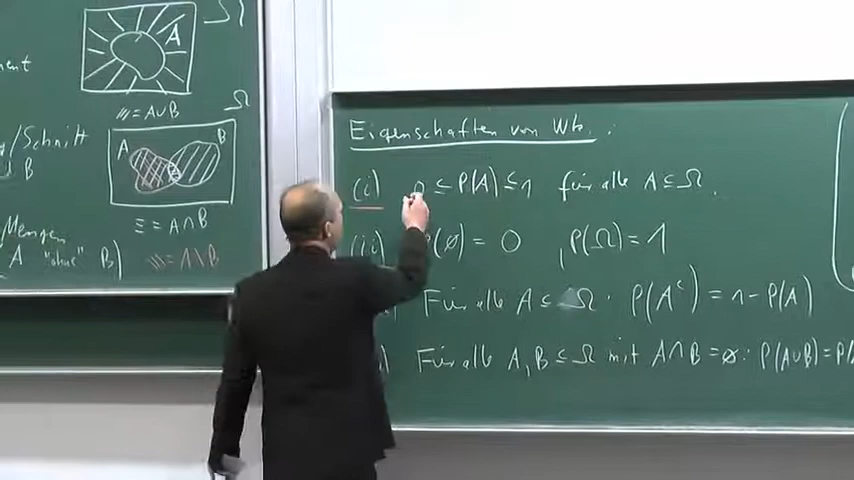 Ω
A
= A∪B
Ω
/Schnitt
A B
B
= A∩B
Mengen
A "ohne" B
= A\B
Eigenschaften von Wk. :
(i) 0 ≤ P(A) ≤ 1 für alle A ⊆ Ω.
(ii) P(∅) = 0 , P(Ω) = 1
Für alle A ⊆ Ω : P(Aᶜ) = 1 - P(A)
Für alle A, B ⊆ Ω mit A∩B = ∅: P(A∪B) = P(A